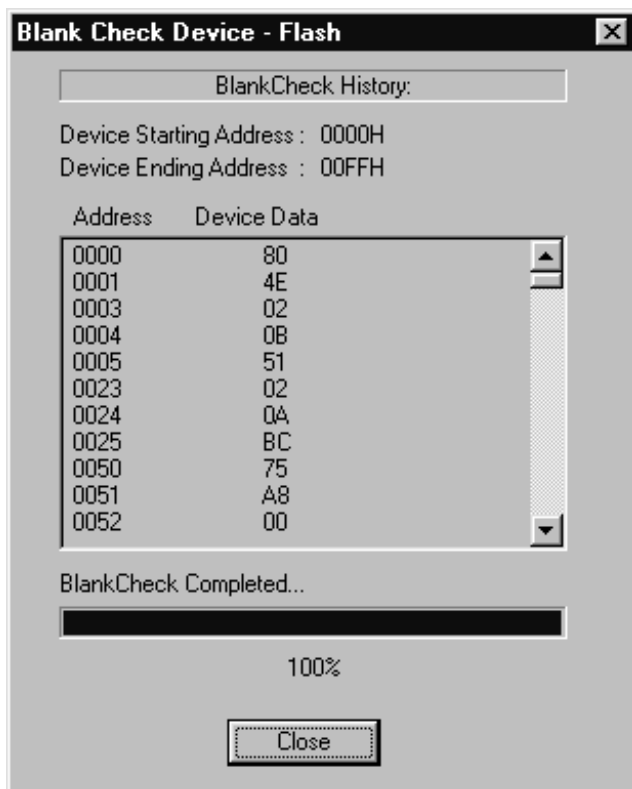 Blank Check Device - Flash
BlankCheck History:
Device Starting Address : 0000H
Device Ending Address : 00FFH
Address Device Data
0000 80
0001 4E
0003 02
0004 0B
0005 51
0023 02
0024 0A
0025 BC
0050 75
0051 A8
0052 00
BlankCheck Completed...
100%
Close